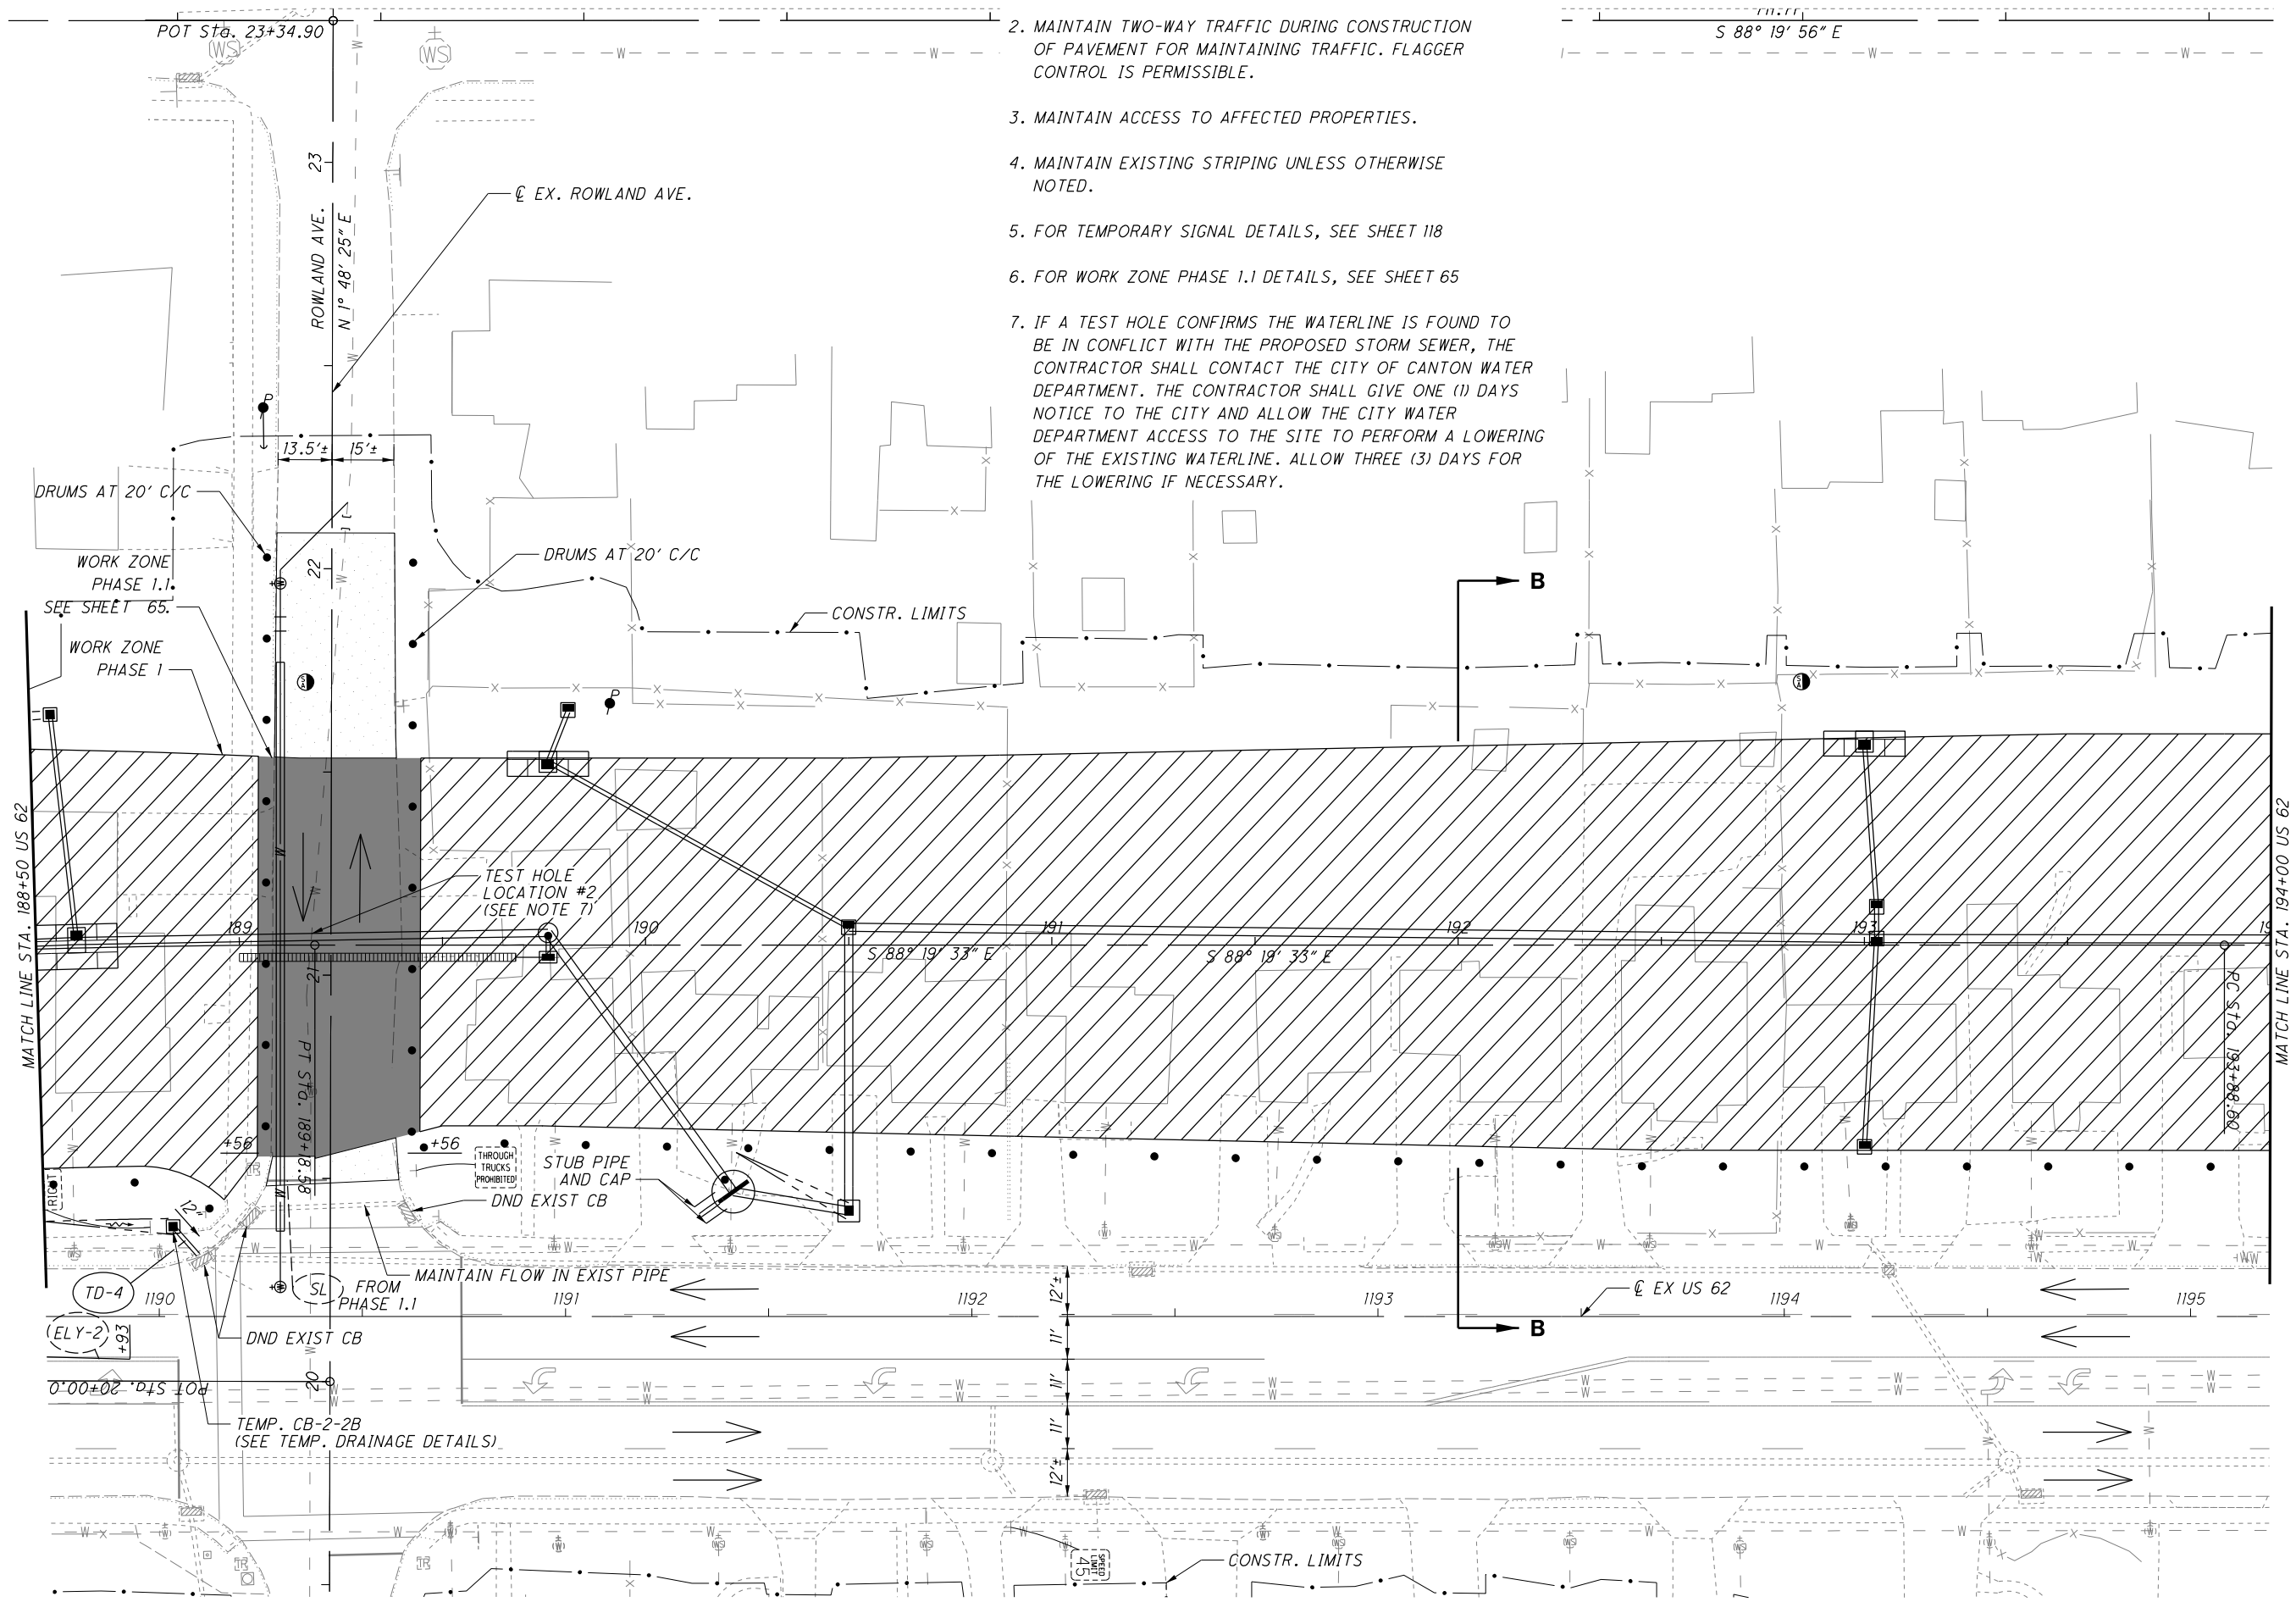 POT Sta. 23+34.90
(WS)
(WS)
2. MAINTAIN TWO-WAY TRAFFIC DURING CONSTRUCTION
OF PAVEMENT FOR MAINTAINING TRAFFIC. FLAGGER
CONTROL IS PERMISSIBLE.
3. MAINTAIN ACCESS TO AFFECTED PROPERTIES.
4. MAINTAIN EXISTING STRIPING UNLESS OTHERWISE
NOTED.
5. FOR TEMPORARY SIGNAL DETAILS, SEE SHEET 118
6. FOR WORK ZONE PHASE 1.1 DETAILS, SEE SHEET 65
7. IF A TEST HOLE CONFIRMS THE WATERLINE IS FOUND TO
BE IN CONFLICT WITH THE PROPOSED STORM SEWER, THE
CONTRACTOR SHALL CONTACT THE CITY OF CANTON WATER
DEPARTMENT. THE CONTRACTOR SHALL GIVE ONE (1) DAYS
NOTICE TO THE CITY AND ALLOW THE CITY WATER
DEPARTMENT ACCESS TO THE SITE TO PERFORM A LOWERING
OF THE EXISTING WATERLINE. ALLOW THREE (3) DAYS FOR
THE LOWERING IF NECESSARY.
S 88° 19' 56" E
23
ROWLAND AVE.
N 1° 48' 25" E
℄ EX. ROWLAND AVE.
P
13.5'±
15'±
DRUMS AT 20' C/C
DRUMS AT 20' C/C
22
WORK ZONE
PHASE 1.1
SEE SHEET 65.
WORK ZONE
PHASE 1
CONSTR. LIMITS
B
P
MATCH LINE STA. 188+50 US 62
MATCH LINE STA. 194+00 US 62
TEST HOLE
LOCATION #2
(SEE NOTE 7)
189
190
191
192
193
S 88° 19' 33" E
S 88° 19' 33" E
21
PT Sta. 189+18.58
PC Sta. 193+88.60
+56
+56
THROUGH
TRUCKS
PROHIBITED
STUB PIPE
AND CAP
DND EXIST CB
12"
TD-4
SL
FROM
PHASE 1.1
MAINTAIN FLOW IN EXIST PIPE
1190
1191
1192
1193
1194
1195
℄ EX US 62
B
ELY-2
+93
DND EXIST CB
12'±
11'
11'
11'
12'±
POT Sta. 20+00.0
20
TEMP. CB-2-2B
(SEE TEMP. DRAINAGE DETAILS)
SPEED
LIMIT
45
CONSTR. LIMITS